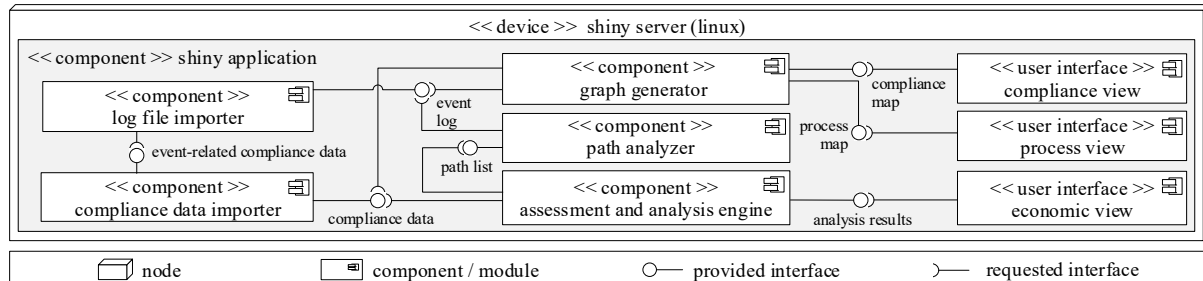 << device >> shiny server (linux)
<< component >> shiny application
<< component >>
log file importer
event-related compliance data
<< component >>
compliance data importer
event
log
path list
compliance data
<< component >>
graph generator
<< component >>
path analyzer
<< component >>
assessment and analysis engine
compliance
map
process
map
analysis results
<< user interface >>
compliance view
<< user interface >>
process view
<< user interface >>
economic view
node
component / module
provided interface
requested interface